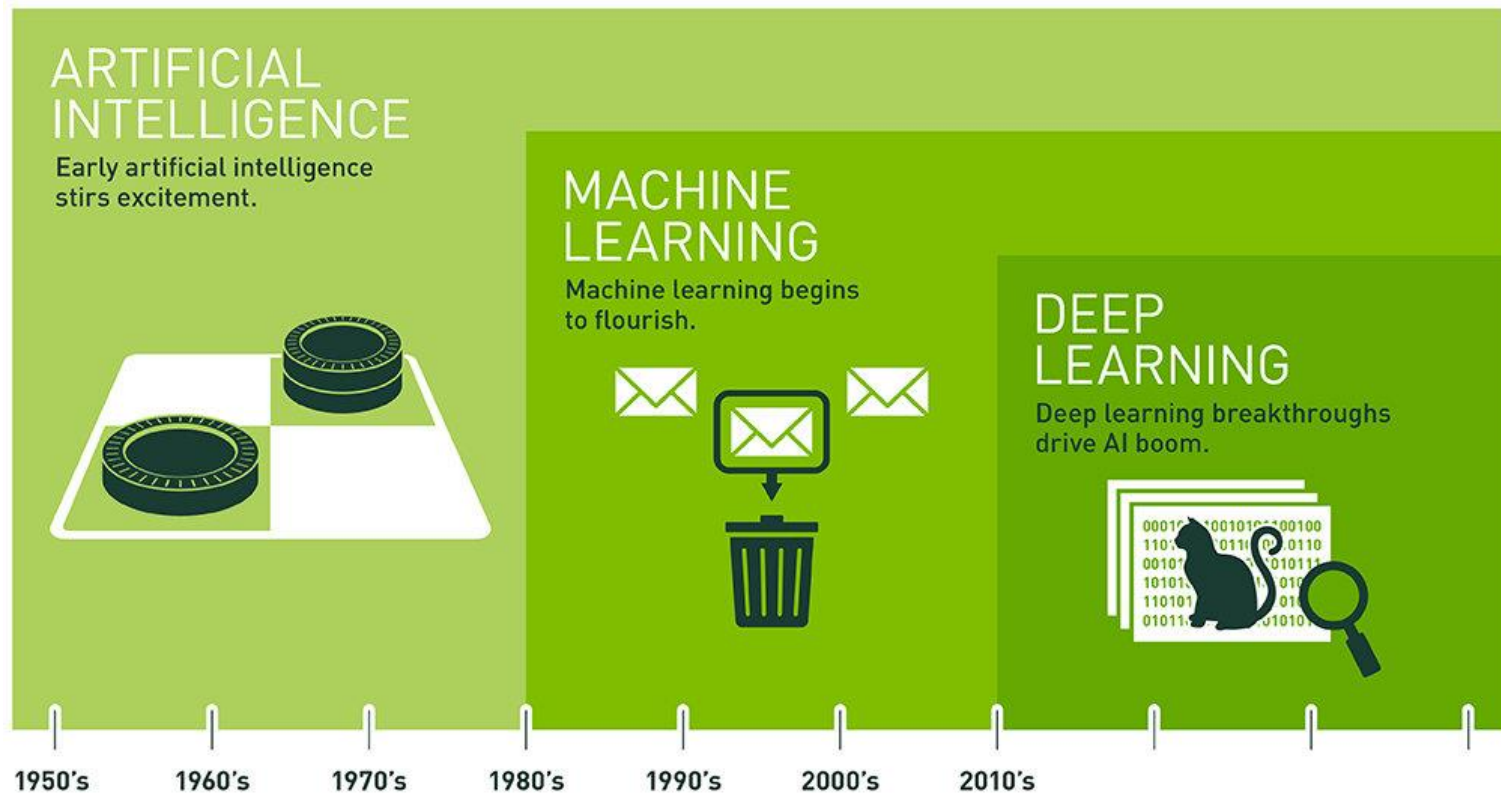 ARTIFICIAL
INTELLIGENCE
Early artificial intelligence
stirs excitement.
MACHINE
LEARNING
Machine learning begins
to flourish.
DEEP
LEARNING
Deep learning breakthroughs
drive AI boom.
1950's 1960's 1970's 1980's 1990's 2000's 2010's